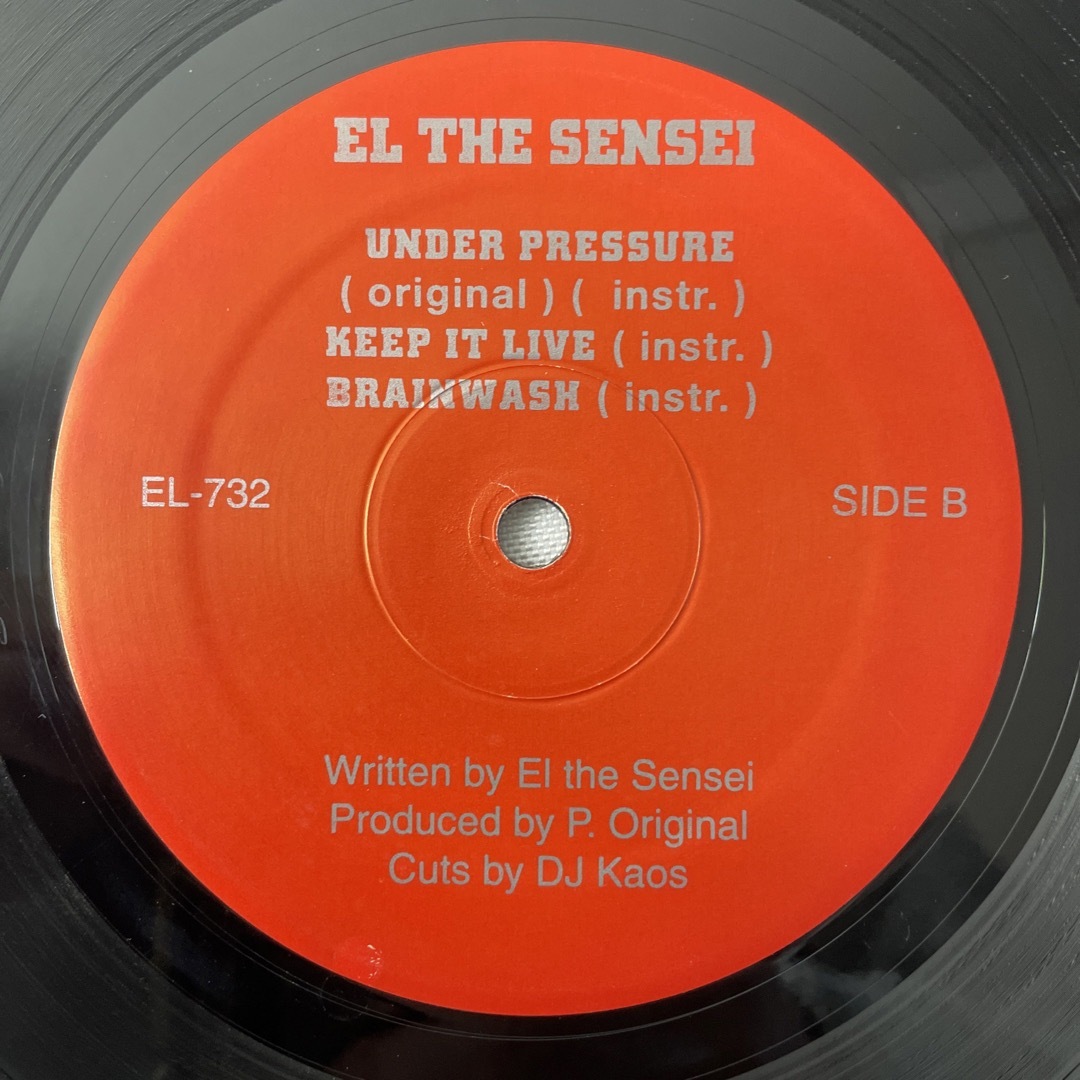 EL THE SENSEI
UNDER PRESSURE
( original ) ( instr. )
KEEP IT LIVE ( instr. )
BRAINWASH ( instr. )
EL-732
SIDE B
Written by El the Sensei
Produced by P. Original
Cuts by DJ Kaos